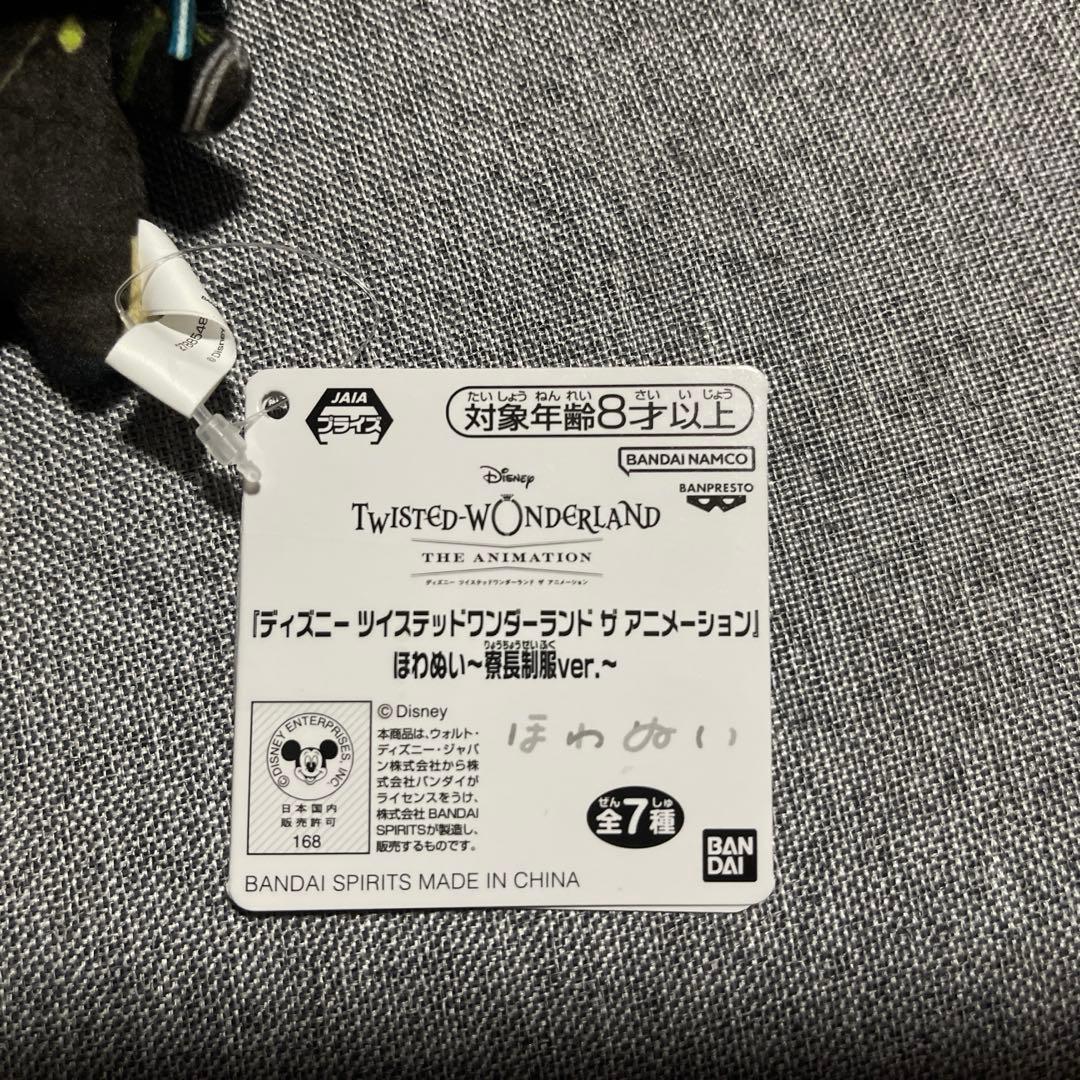 2798548
© Disney
JAIA
プライズ
たいしょうねんれい さい い じょう
対象年齢8才以上
BANDAI NAMCO
BANPRESTO
Disney
TWISTED-WONDERLAND
THE ANIMATION
ディズニー ツイステッドワンダーランド ザ アニメーション
『ディズニー ツイステッドワンダーランド ザ アニメーション』
りょうちょうせいふく
ほわぬい～寮長制服ver.～
©DISNEY ENTERPRISES, INC.
日本国内
販売許可
168
©Disney
本商品は、ウォルト・
ディズニー・ジャパ
ン株式会社から株
式会社バンダイが
ライセンスをうけ、
株式会社 BANDAI
SPIRITSが製造し、
販売するものです。
ほわぬい
ぜん しゅ
全7種
BAN
DAI
BANDAI SPIRITS MADE IN CHINA